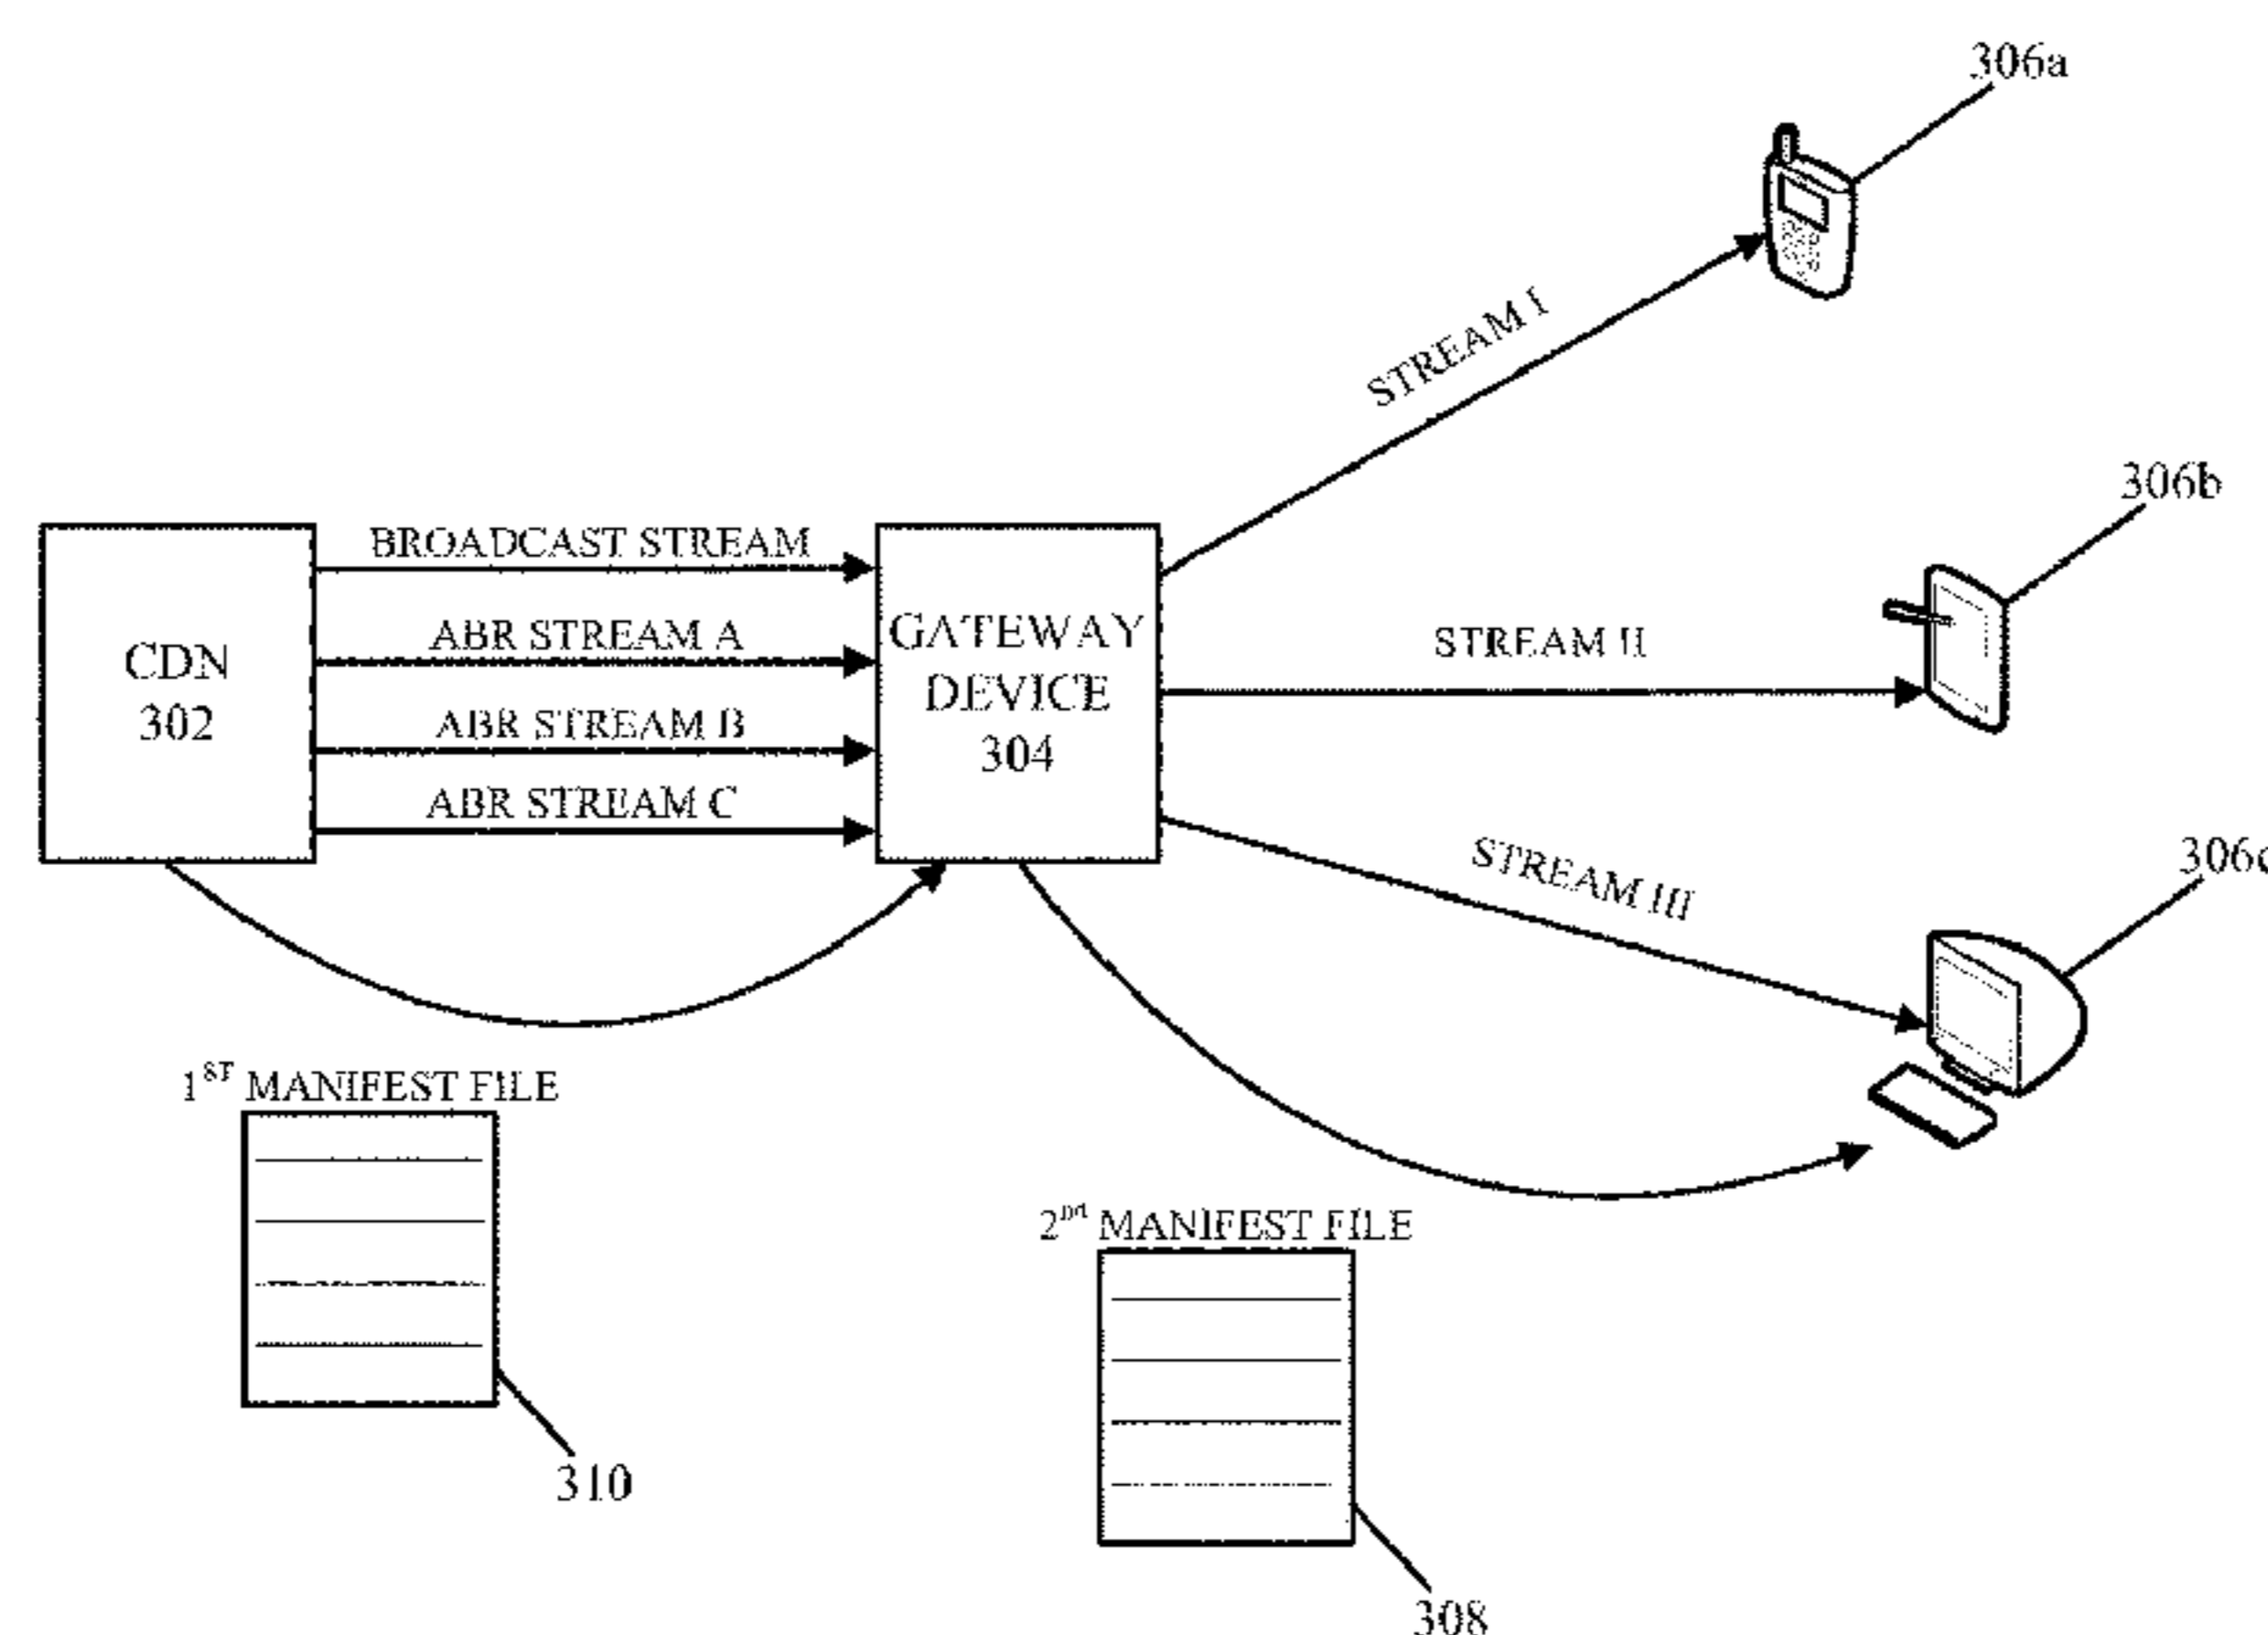 306a
STREAM I
306b
BROADCAST STREAM
ABR STREAM A
ABR STREAM B
ABR STREAM C
CDN
302
GATEWAY
DEVICE
304
STREAM II
STREAM III
306c
1ST MANIFEST FILE
310
2nd MANIFEST FILE
308